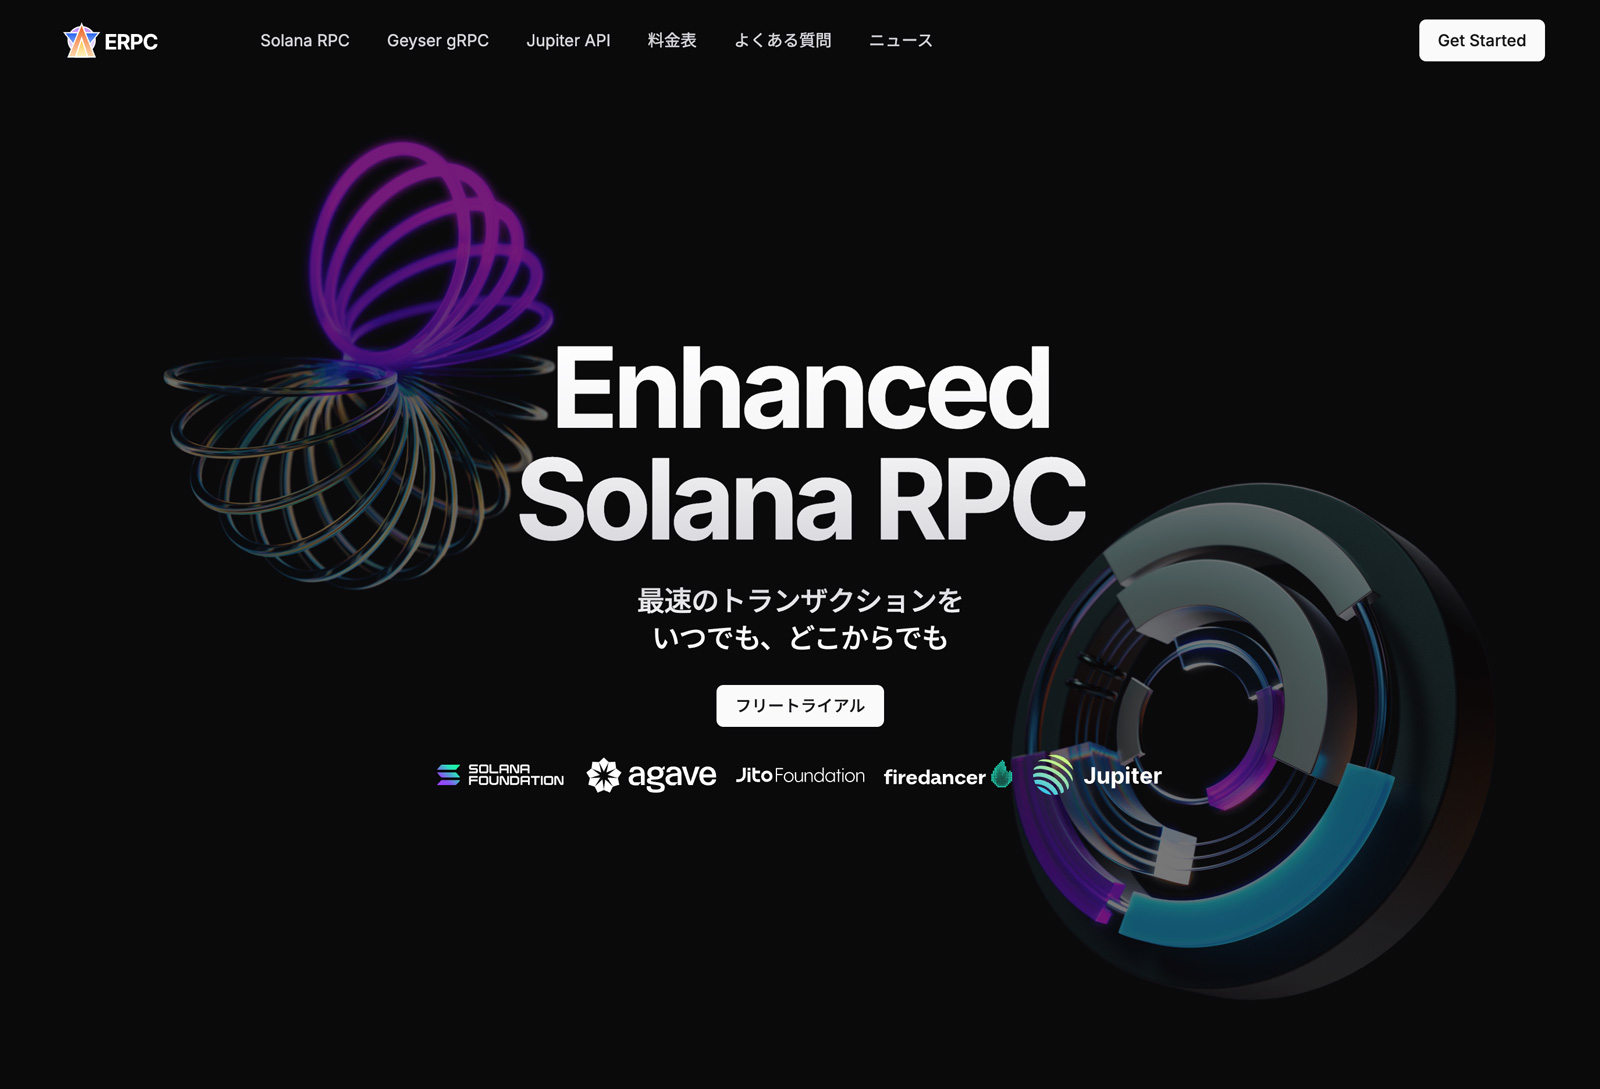 ERPC
Solana RPC
Geyser gRPC
Jupiter API
料金表
よくある質問
ニュース
Get Started
Enhanced
Solana RPC
最速のトランザクションを
いつでも、どこからでも
フリートライアル
SOLANA
FOUNDATION
agave
Jito Foundation
firedancer
Jupiter